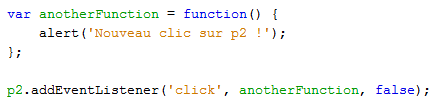 var anotherFunction = function() {
    alert('Nouveau clic sur p2 !');
};
p2.addEventListener('click', anotherFunction, false);